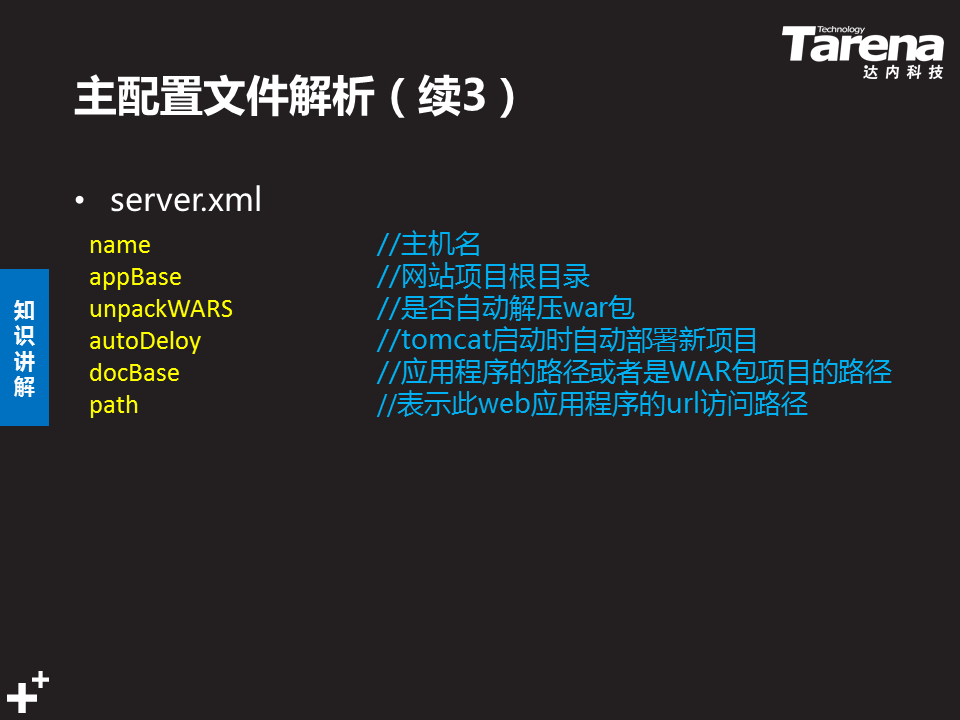 Technology
Tarena
达内科技
主配置文件解析（续3）
• server.xml
name //主机名
appBase //网站项目根目录
unpackWARS //是否自动解压war包
autoDeloy //tomcat启动时自动部署新项目
docBase //应用程序的路径或者是WAR包项目的路径
path //表示此web应用程序的url访问路径
知识讲解